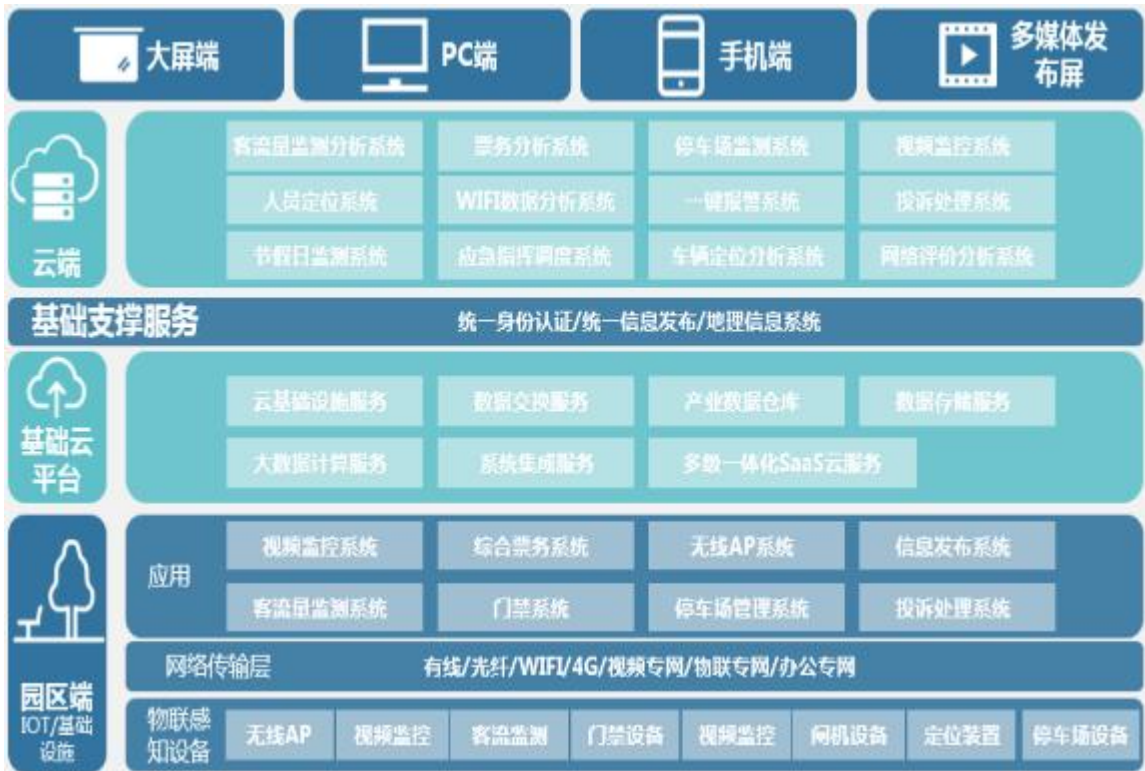 大屏端
PC端
手机端
多媒体发
布屏
客流量监测分析系统
票务分析系统
停车场监测系统
视频监控系统
人员定位系统
WIFI数据分析系统
一键报警系统
投诉处理系统
云端
节假日监测系统
应急指挥调度系统
车辆定位分析系统
网络评价分析系统
基础支撑服务
统一身份认证/统一信息发布/地理信息系统
基础云
平台
云基础设施服务
数据交换服务
产业数据仓库
数据存储服务
大数据计算服务
系统集成服务
多级一体化SaaS云服务
应用
视频监控系统
综合票务系统
无线AP系统
信息发布系统
客流量监测系统
门禁系统
停车场管理系统
投诉处理系统
网络传输层
有线/光纤/WIFI/4G/视频专网/物联专网/办公专网
园区端
IOT/基础
设施
物联感
知设备
无线AP
视频监控
客流监测
门禁设备
视频监控
闸机设备
定位装置
停车场设备